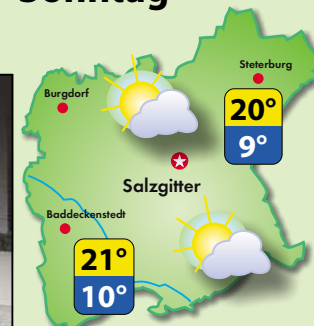 Sonntag
Steterburg
Burgdorf
20°
9°
Salzgitter
Baddeckenstedt
21°
10°